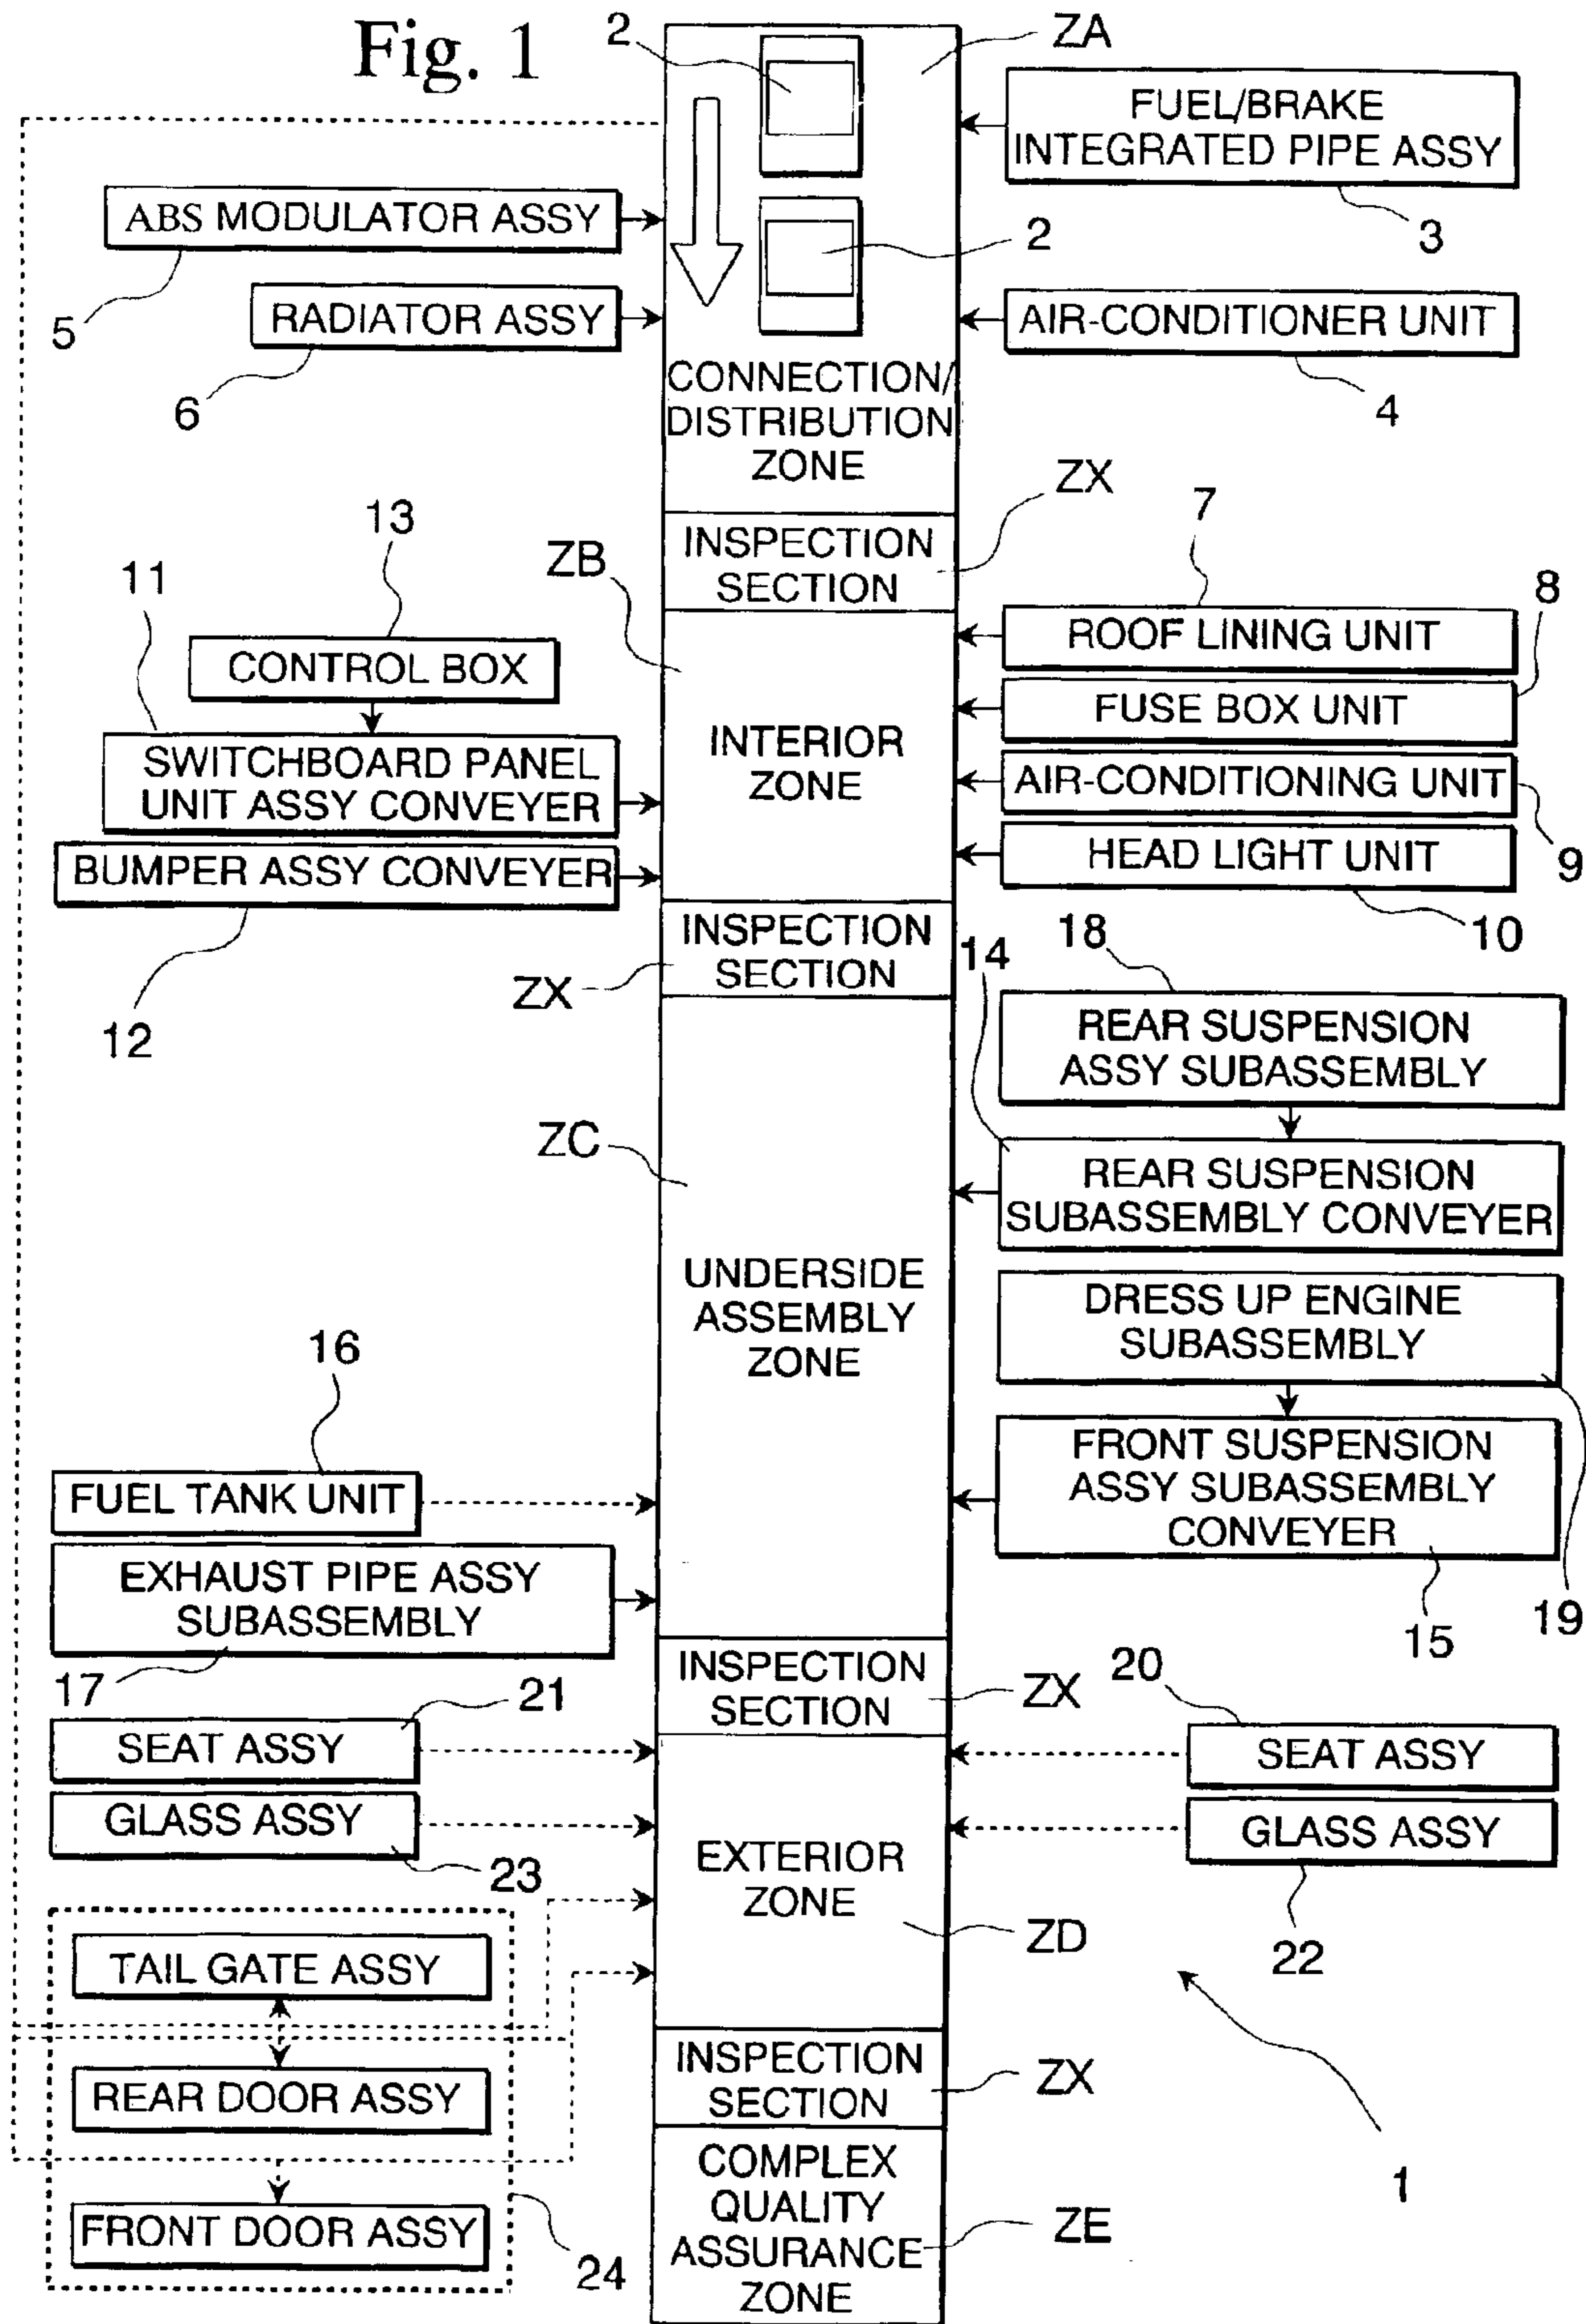 Fig. 1
2
ZA
FUEL/BRAKE
INTEGRATED PIPE ASSY
3
ABS MODULATOR ASSY
5
2
RADIATOR ASSY
6
AIR-CONDITIONER UNIT
4
CONNECTION/
DISTRIBUTION
ZONE
ZX
INSPECTION
SECTION
13
ZB
11
CONTROL BOX
SWITCHBOARD PANEL
UNIT ASSY CONVEYER
BUMPER ASSY CONVEYER
12
INTERIOR
ZONE
7
8
ROOF LINING UNIT
FUSE BOX UNIT
AIR-CONDITIONING UNIT
9
HEAD LIGHT UNIT
10
INSPECTION
SECTION
ZX
14
18
REAR SUSPENSION
ASSY SUBASSEMBLY
REAR SUSPENSION
SUBASSEMBLY CONVEYER
ZC
UNDERSIDE
ASSEMBLY
ZONE
DRESS UP ENGINE
SUBASSEMBLY
FRONT SUSPENSION
ASSY SUBASSEMBLY
CONVEYER
15
19
16
FUEL TANK UNIT
EXHAUST PIPE ASSY
SUBASSEMBLY
17
INSPECTION
SECTION
ZX
21
SEAT ASSY
GLASS ASSY
23
20
SEAT ASSY
GLASS ASSY
22
EXTERIOR
ZONE
ZD
TAIL GATE ASSY
REAR DOOR ASSY
FRONT DOOR ASSY
24
INSPECTION
SECTION
ZX
COMPLEX
QUALITY
ASSURANCE
ZONE
ZE
1